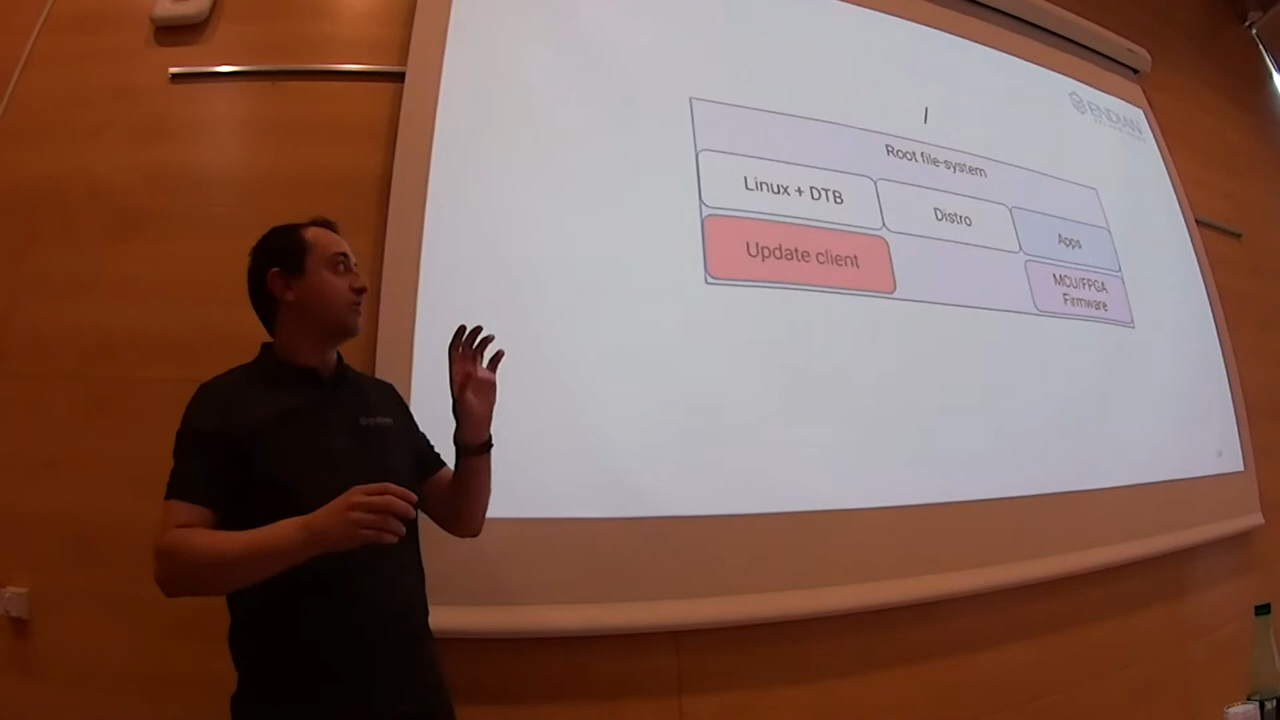 /
ENDIAN
Root file-system
Linux + DTB
Distro
Apps
Update client
MCU/FPGA
Firmware